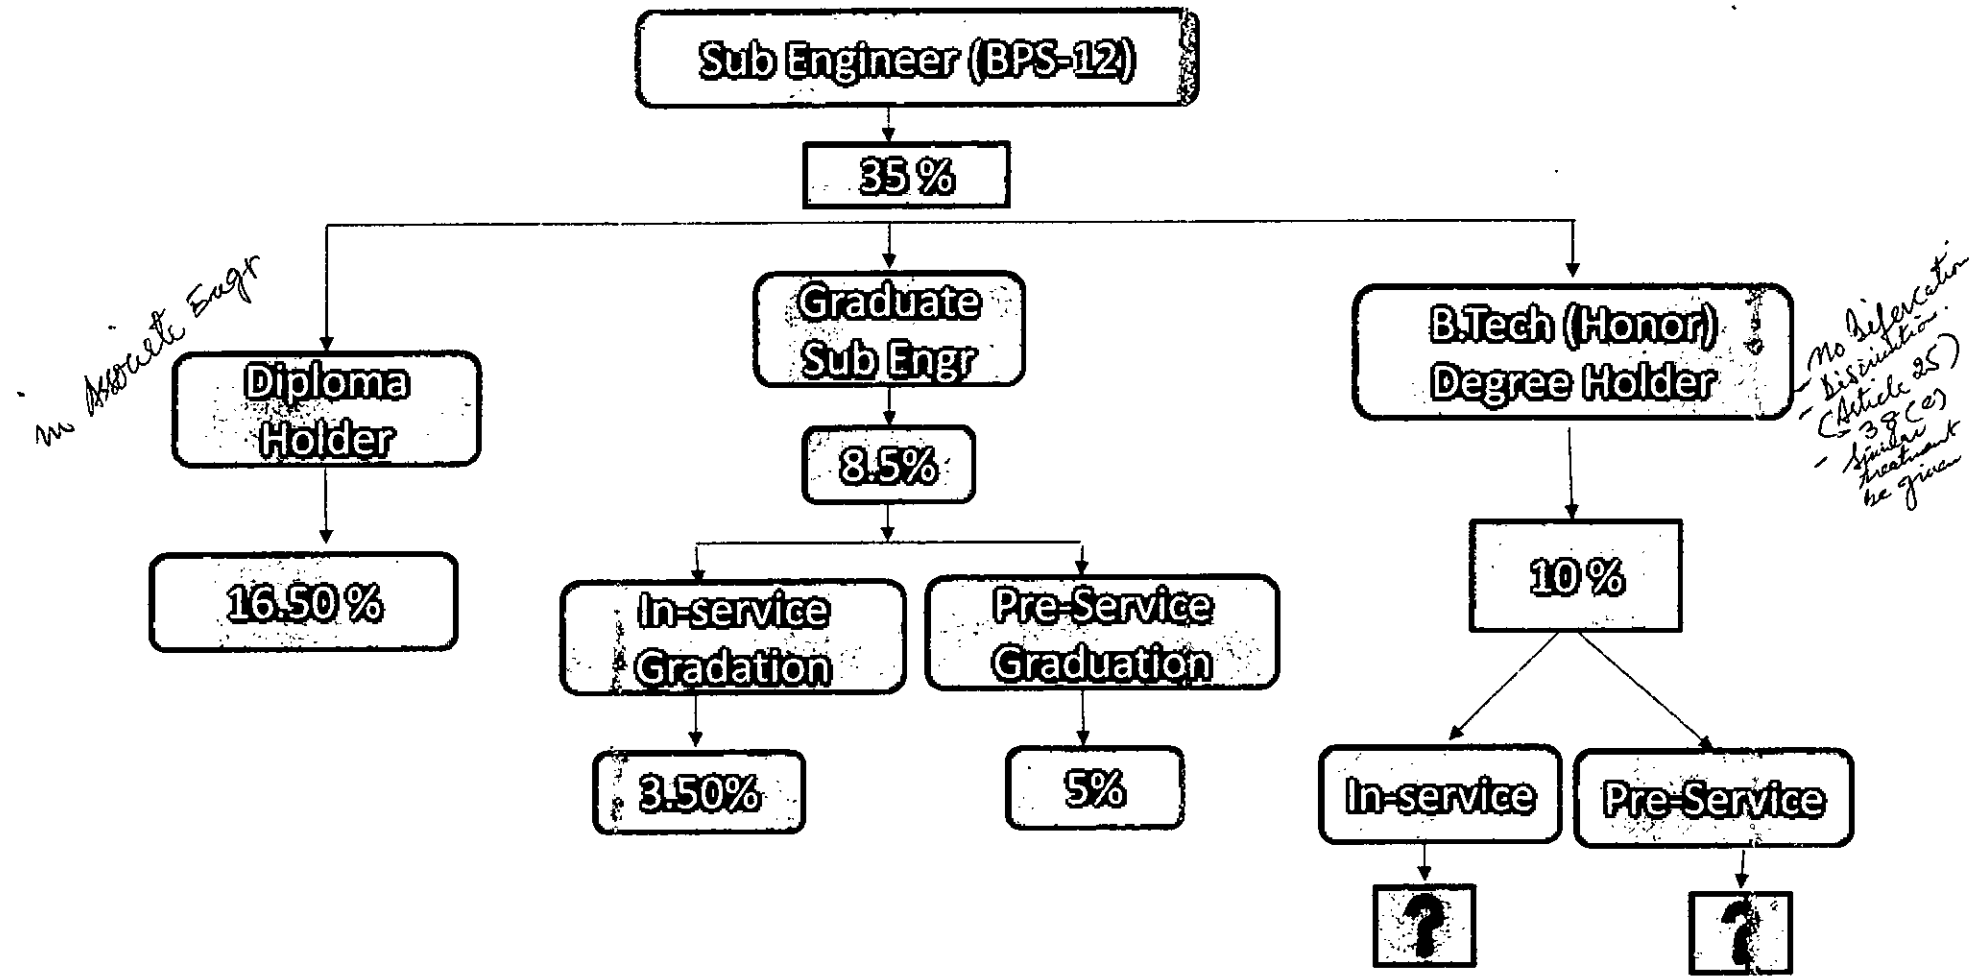 Sub Engineer (BPS-12)
35 %
Associate Engr
Diploma
Holder
16.50 %
Graduate
Sub Engr
8.5%
In-service
Gradation
3.50%
Pre-Service
Graduation
5%
B.Tech (Honor)
Degree Holder
- No
-
(Article 25)
- 38(e)
- Similar
treatment
be given
10 %
In-service
?
Pre-Service
?